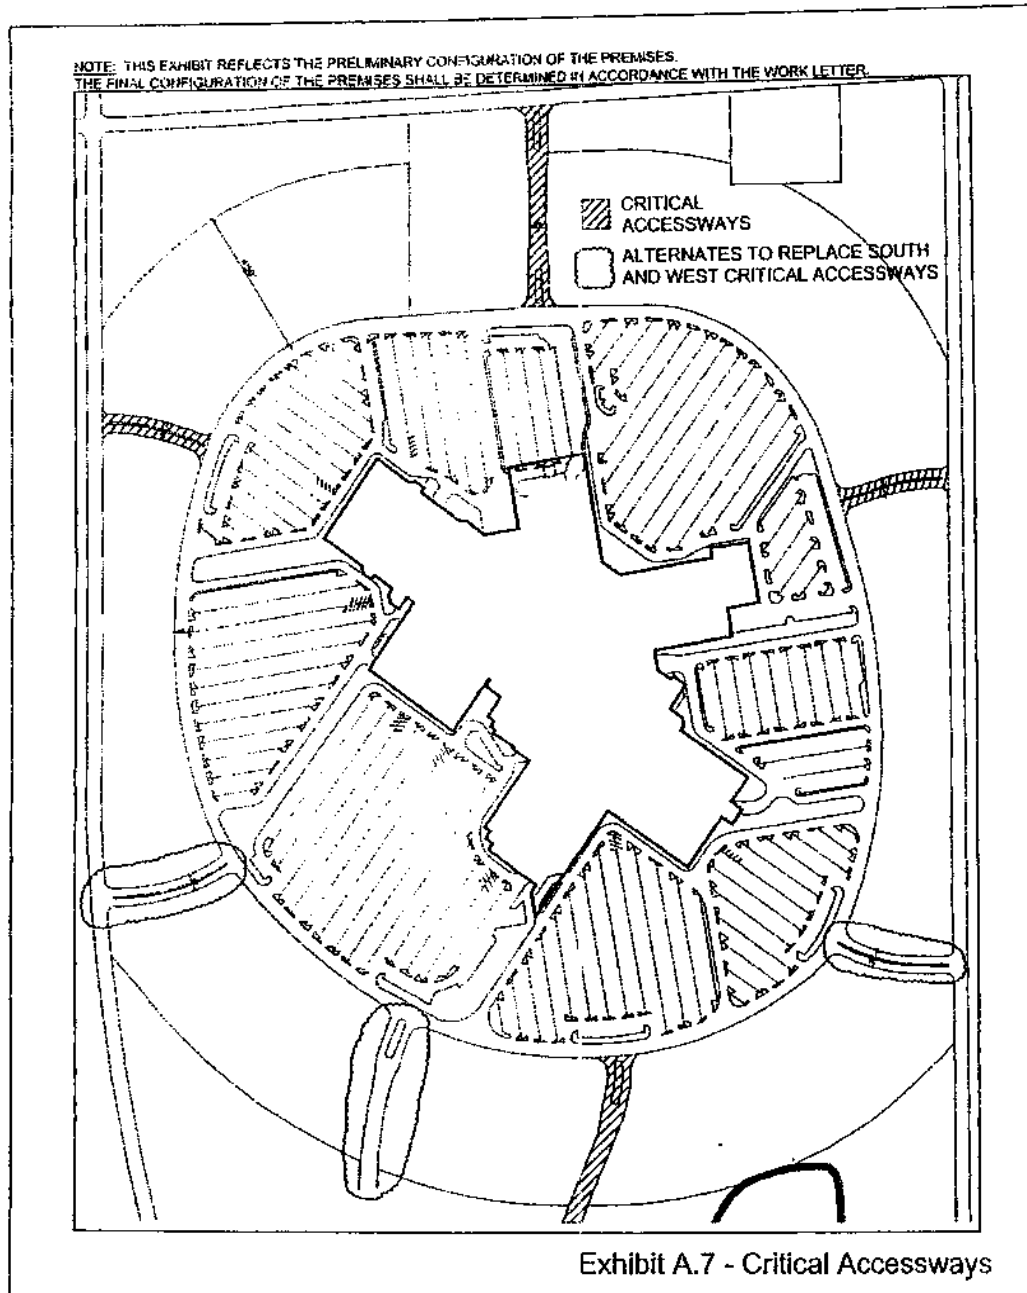 NOTE: THIS EXHIBIT REFLECTS THE PRELIMINARY CONFIGURATION OF THE PREMISES.
THE FINAL CONFIGURATION OF THE PREMISES SHALL BE DETERMINED IN ACCORDANCE WITH THE WORK LETTER.
CRITICAL
ACCESSWAYS
ALTERNATES TO REPLACE SOUTH
AND WEST CRITICAL ACCESSWAYS
Exhibit A.7 - Critical Accessways